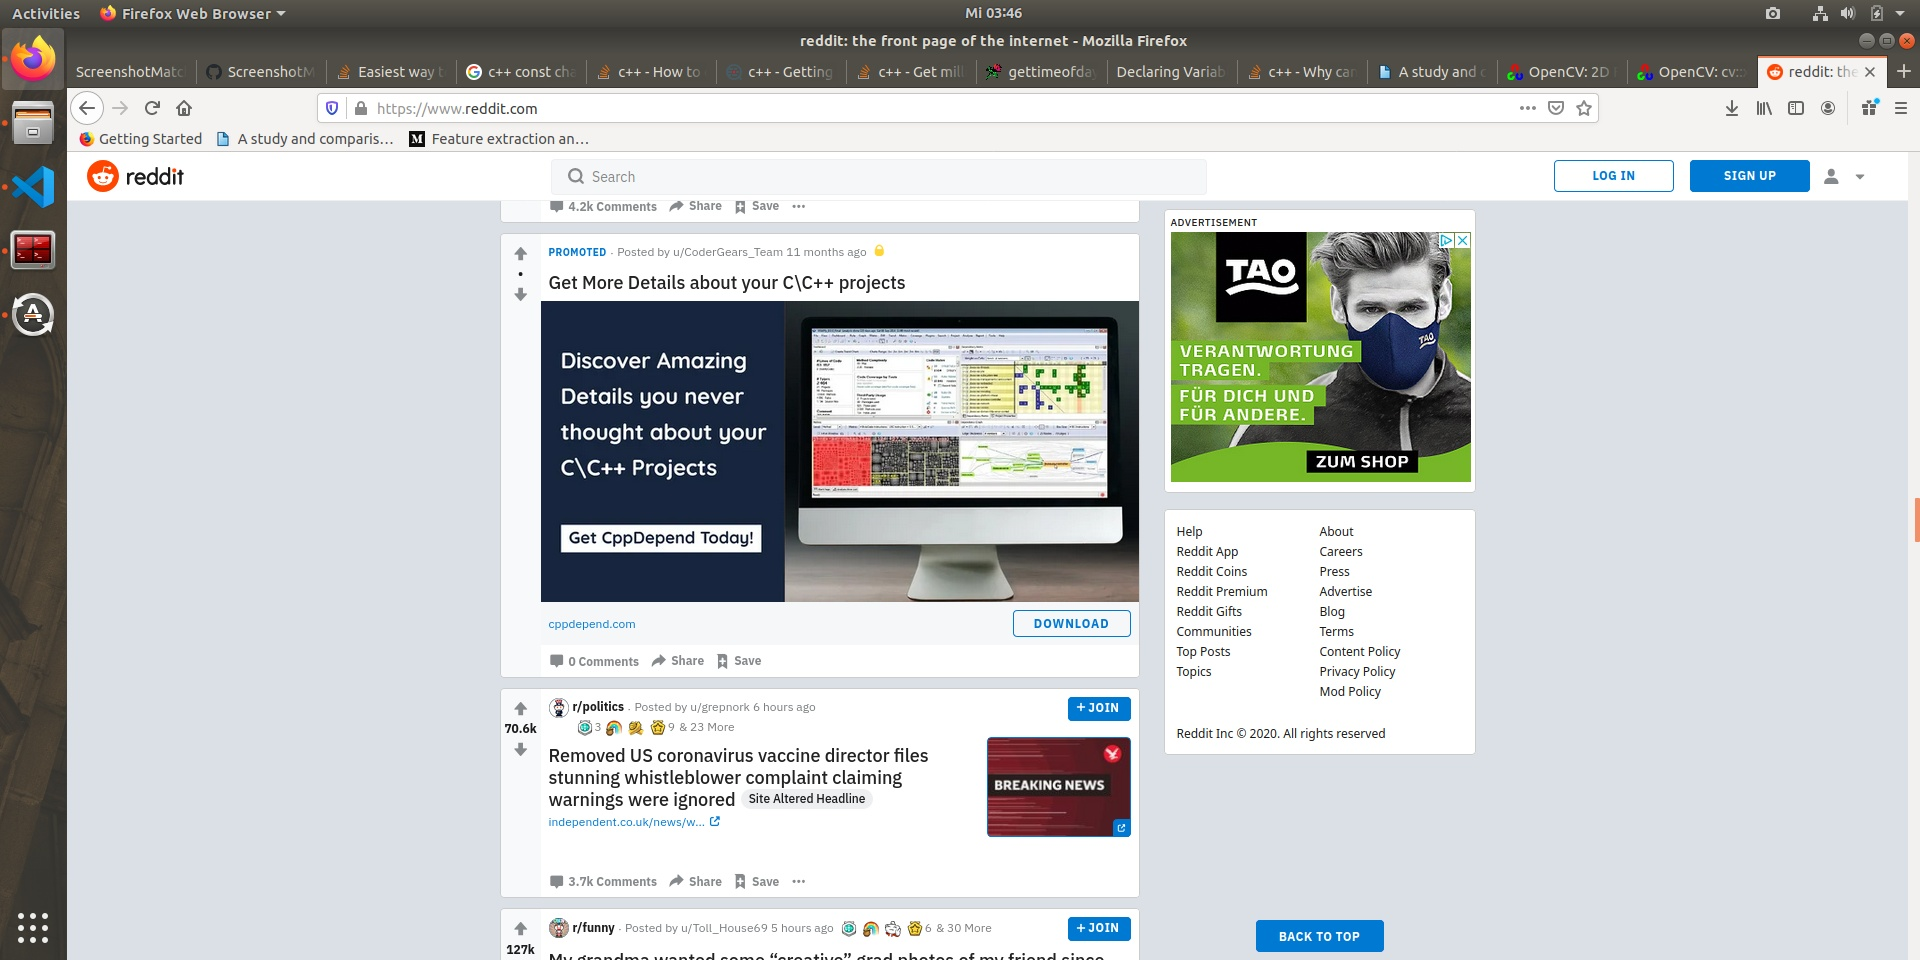 Activities
Firefox Web Browser
Mi 03:46
reddit: the front page of the internet - Mozilla Firefox
ScreenshotMatc
ScreenshotM
Easiest way t
c++ const cha
c++ - How to
c++ - Getting
c++ - Get mil
gettimeofday
Declaring Variab
c++ - Why can
A study and c
OpenCV: 2D
OpenCV: cv::
reddit: the
https://www.reddit.com
Getting Started
A study and comparis...
Feature extraction an...
reddit
Search
LOG IN
SIGN UP
4.2k Comments
Share
Save
PROMOTED · Posted by u/CoderGears_Team 11 months ago
Get More Details about your C\C++ projects
Discover Amazing
Details you never
thought about your
C\C++ Projects
Get CppDepend Today!
cppdepend.com
DOWNLOAD
0 Comments
Share
Save
r/politics · Posted by u/grepnork 6 hours ago
+ JOIN
3
9 & 23 More
70.6k
Removed US coronavirus vaccine director files
stunning whistleblower complaint claiming
warnings were ignored
Site Altered Headline
independent.co.uk/news/w...
BREAKING NEWS
3.7k Comments
Share
Save
r/funny · Posted by u/Toll_House69 5 hours ago
6 & 30 More
+ JOIN
127k
My grandma wanted some “creative” grad photos of my friend since
ADVERTISEMENT
TAO
TAO
VERANTWORTUNG
TRAGEN.
FÜR DICH UND
FÜR ANDERE.
ZUM SHOP
Help
Reddit App
Reddit Coins
Reddit Premium
Reddit Gifts
Communities
Top Posts
Topics
About
Careers
Press
Advertise
Blog
Terms
Content Policy
Privacy Policy
Mod Policy
Reddit Inc © 2020. All rights reserved
BACK TO TOP